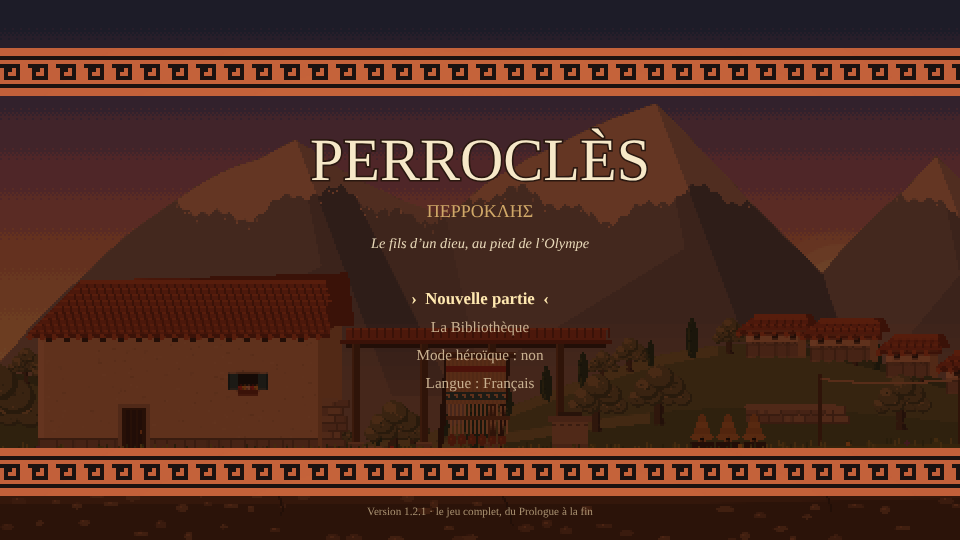 PERROCLÈS
ΠΕΡΡΟΚΛΗΣ
Le fils d’un dieu, au pied de l’Olympe
› Nouvelle partie ‹
La Bibliothèque
Mode héroïque : non
Langue : Français
Version 1.2.1 · le jeu complet, du Prologue à la fin